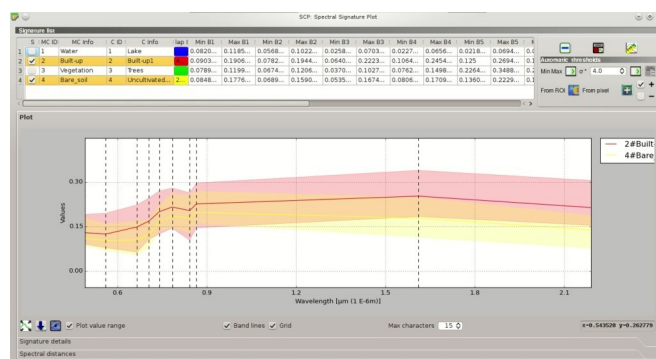 SCP: Spectral Signature Plot
Signature list
S MC ID MC Info C ID C Info Min B1 Max B1 Min B2 Max B2 Min B3 Max B3 Min B4 Max B4 Min B5 Max B5
1 1 Water 1 Lake 0.0820... 0.1185... 0.0568... 0.1022... 0.0258... 0.0703... 0.0227... 0.0656... 0.0218... 0.0694...
2 2 Built-up 2 Built-up1 0.0903... 0.1906... 0.0782... 0.1944... 0.0640... 0.2223... 0.1064... 0.2454... 0.125 0.2694...
3 3 Vegetation 3 Trees 0.0789... 0.1199... 0.0674... 0.1206... 0.0370... 0.1027... 0.0762... 0.1498... 0.2264... 0.3488...
4 4 Bare_soil 4 Uncultivated... 0.0848... 0.1776... 0.0689... 0.1590... 0.0535... 0.1674... 0.0806... 0.1709... 0.1360... 0.2229...
Automatic thresholds
Min Max σ* 4.0
From ROI From pixel + -
Plot
2#Built-
4#Bare
0.30
0.15
0.00
Values
0.6 0.9 1.2 1.5 1.8 2.1
Wavelength [μm (1 E-6m)]
Plot value range Band lines Grid Max characters 15 x=0.543528 y=0.262779
Signature details
Spectral distances